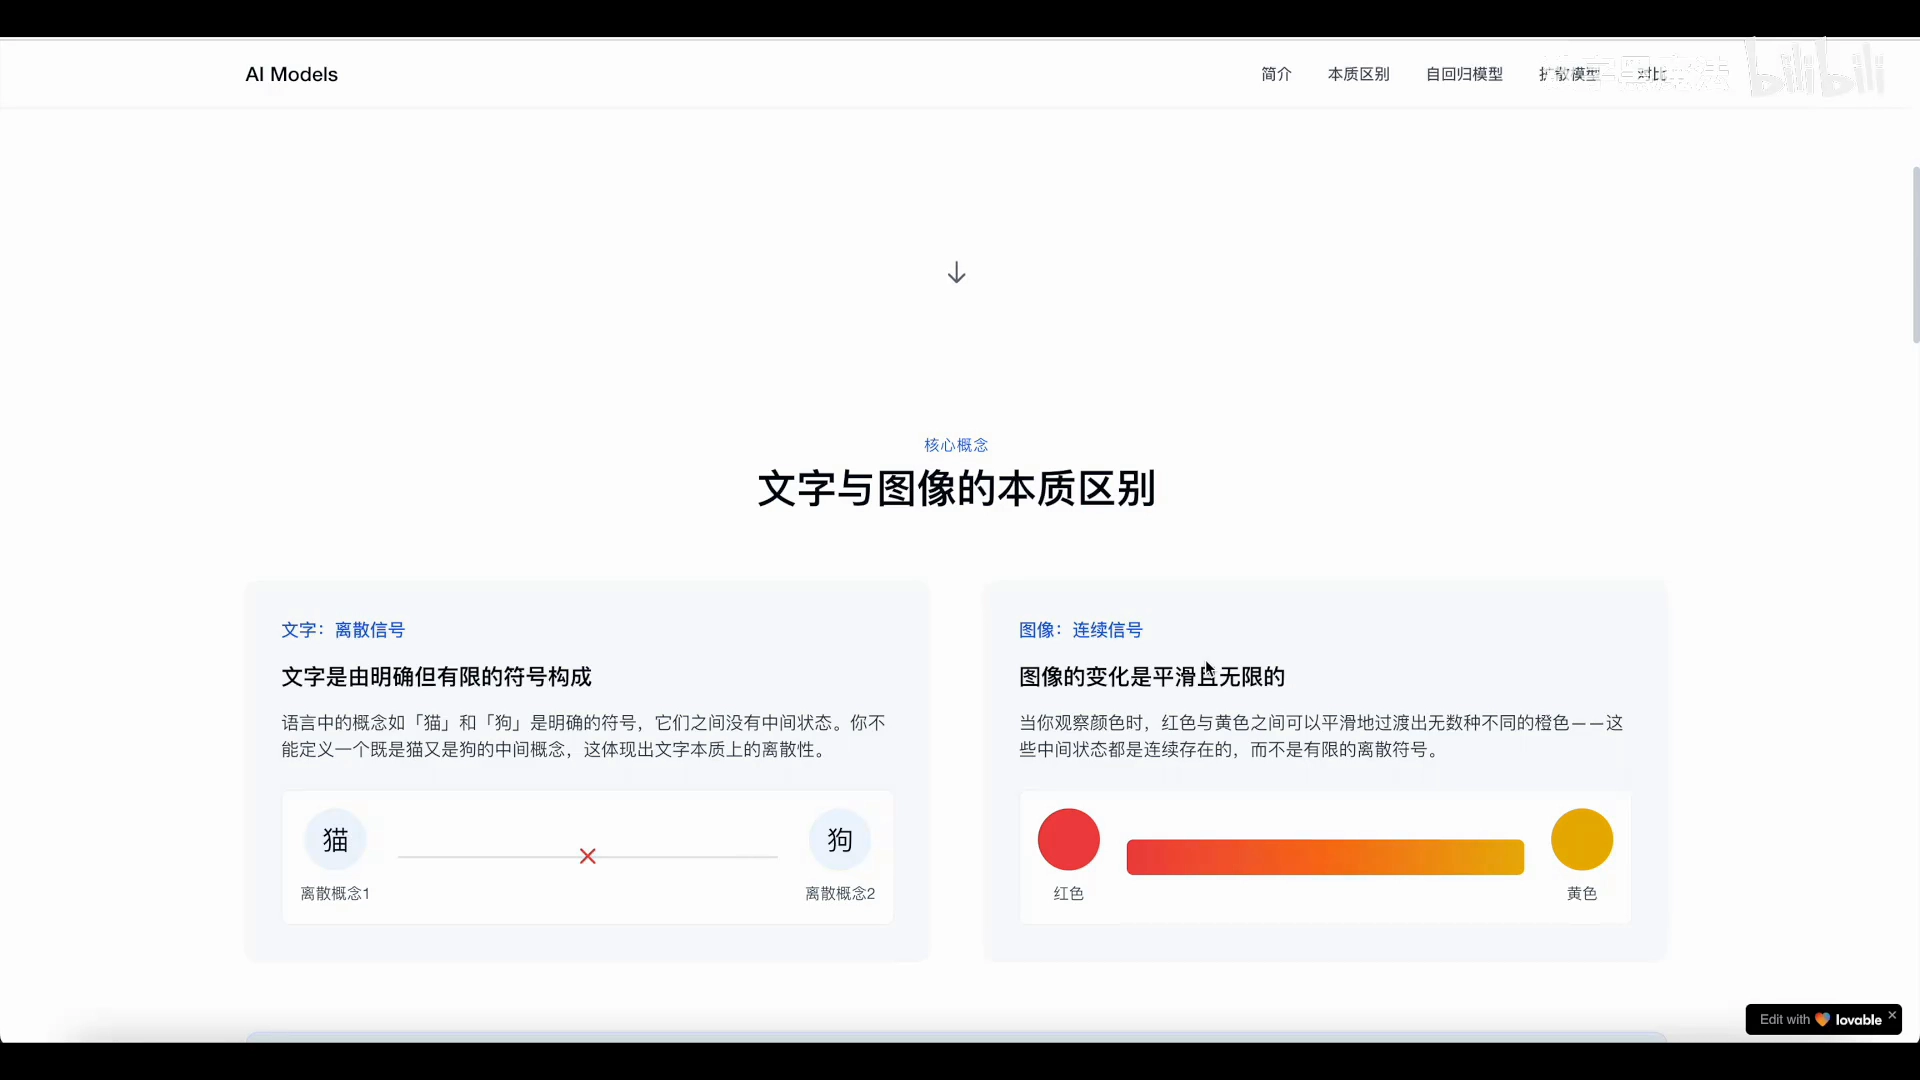 AI Models
简介
本质区别
自回归模型
扩散模型
对比
bilibili
核心概念
文字与图像的本质区别
文字：离散信号
文字是由明确但有限的符号构成
语言中的概念如「猫」和「狗」是明确的符号，它们之间没有中间状态。你不
能定义一个既是猫又是狗的中间概念，这体现出文字本质上的离散性。
猫
狗
离散概念1
离散概念2
图像：连续信号
图像的变化是平滑且无限的
当你观察颜色时，红色与黄色之间可以平滑地过渡出无数种不同的橙色——这
些中间状态都是连续存在的，而不是有限的离散符号。
红色
黄色
Edit with lovable